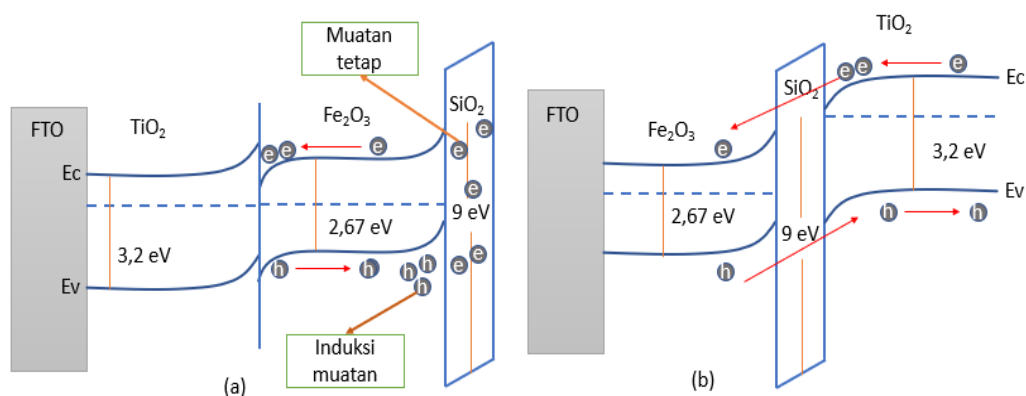 Muatan
tetap
FTO
TiO₂
Fe₂O₃
SiO₂
e
e
e
e
e
e
Ec
3,2 eV
2,67 eV
9 eV
Ev
h
h
h
h
h
e
e
Induksi
muatan
(a)
TiO₂
e
e
e
Ec
SiO₂
FTO
Fe₂O₃
e
3,2 eV
Ev
2,67 eV
9 eV
h
h
h
(b)